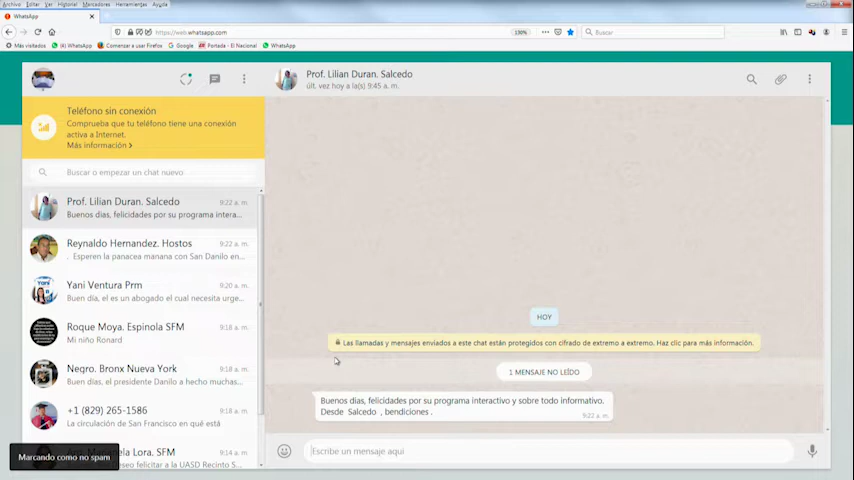 Archivo Editar Ver Historial Marcadores Herramientas Ayuda
WhatsApp
https://web.whatsapp.com
130%
Buscar
Más visitados
(4) WhatsApp
Comenzar a usar Firefox
Google
Portada - El Nacional
WhatsApp
Teléfono sin conexión
Comprueba que tu teléfono tiene una conexión
activa a Internet.
Más información >
Buscar o empezar un chat nuevo
Prof. Lilian Duran. Salcedo 9:22 a. m.
Buenos dias, felicidades por su programa intera...
Reynaldo Hernandez. Hostos 9:22 a. m.
. Esperen la panacea manana con San Danilo en...
Yani Ventura Prm 9:20 a. m.
Buen día, el es un abogado el cual necesita urge...
Roque Moya. Espinola SFM 9:18 a. m.
Mi niño Ronard
Negro. Bronx Nueva York 9:18 a. m.
Buen días, el presidente Danilo a hecho muchas...
+1 (829) 265-1586 9:18 a. m.
La circulación de San Francisco en qué está
Lora. SFM 9:14 a. m.
felicitar a la UASD Recinto S...
Marcando como no spam
Prof. Lilian Duran. Salcedo
últ. vez hoy a la(s) 9:45 a. m.
HOY
Las llamadas y mensajes enviados a este chat están protegidos con cifrado de extremo a extremo. Haz clic para más información.
1 MENSAJE NO LEÍDO
Buenos dias, felicidades por su programa interactivo y sobre todo informativo.
Desde Salcedo , bendiciones .
9:22 a. m.
Escribe un mensaje aquí